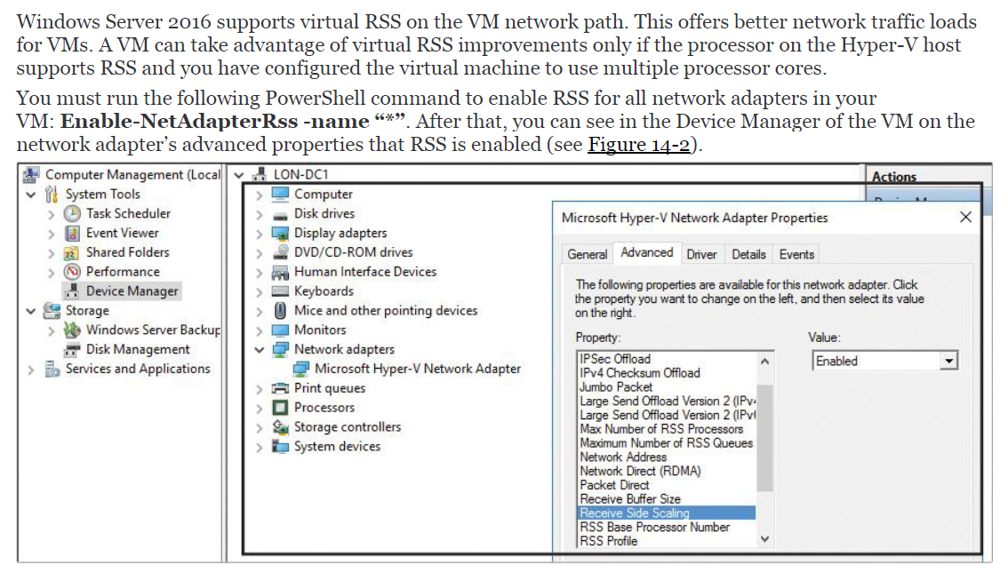 Windows Server 2016 supports virtual RSS on the VM network path. This offers better network traffic loads
for VMs. A VM can take advantage of virtual RSS improvements only if the processor on the Hyper-V host
supports RSS and you have configured the virtual machine to use multiple processor cores.
You must run the following PowerShell command to enable RSS for all network adapters in your
VM: Enable-NetAdapterRss -name “*”. After that, you can see in the Device Manager of the VM on the
network adapter’s advanced properties that RSS is enabled (see Figure 14-2).
Computer Management (Local
System Tools
Task Scheduler
Event Viewer
Shared Folders
Performance
Device Manager
Storage
Windows Server Backup
Disk Management
Services and Applications
LON-DC1
Computer
Disk drives
Display adapters
DVD/CD-ROM drives
Human Interface Devices
Keyboards
Mice and other pointing devices
Monitors
Network adapters
Microsoft Hyper-V Network Adapter
Print queues
Processors
Storage controllers
System devices
Actions
Microsoft Hyper-V Network Adapter Properties
General Advanced Driver Details Events
The following properties are available for this network adapter. Click
the property you want to change on the left, and then select its value
on the right.
Property:
IPSec Offload
IPv4 Checksum Offload
Jumbo Packet
Large Send Offload Version 2 (IPv4
Large Send Offload Version 2 (IPv6
Max Number of RSS Processors
Maximum Number of RSS Queues
Network Address
Network Direct (RDMA)
Packet Direct
Receive Buffer Size
Receive Side Scaling
RSS Base Processor Number
RSS Profile
Value:
Enabled